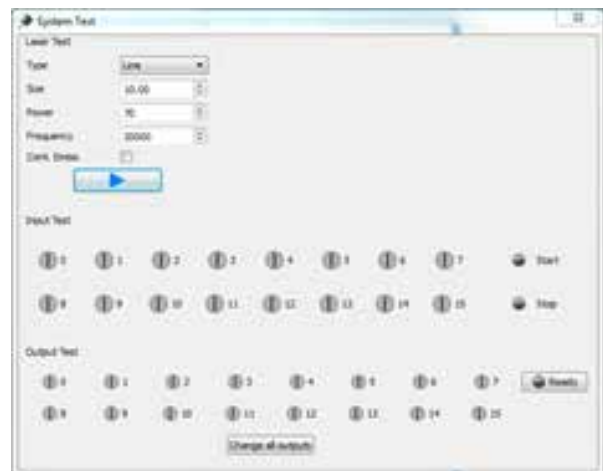 System Test
Laser Test
Type Line
Size 10.00
Power 70
Frequency 20000
Cont. Emiss.
Input Test
0 1 2 3 4 5 6 7 Start
8 9 10 11 12 13 14 15 Stop
Output Test
0 1 2 3 4 5 6 7 Ready
8 9 10 11 12 13 14 15
Change all outputs